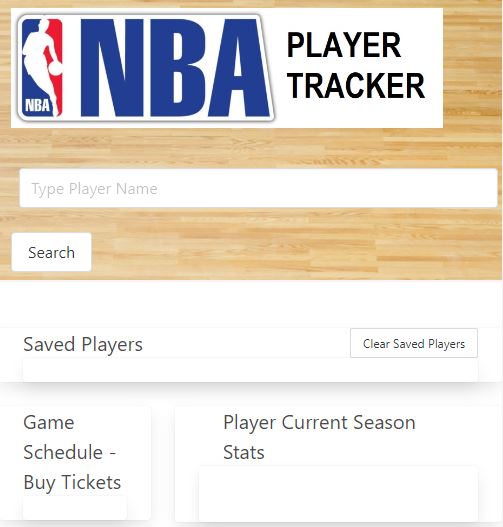 NBA
NBA
PLAYER
TRACKER
Type Player Name
Search
Saved Players
Clear Saved Players
Game
Schedule -
Buy Tickets
Player Current Season
Stats